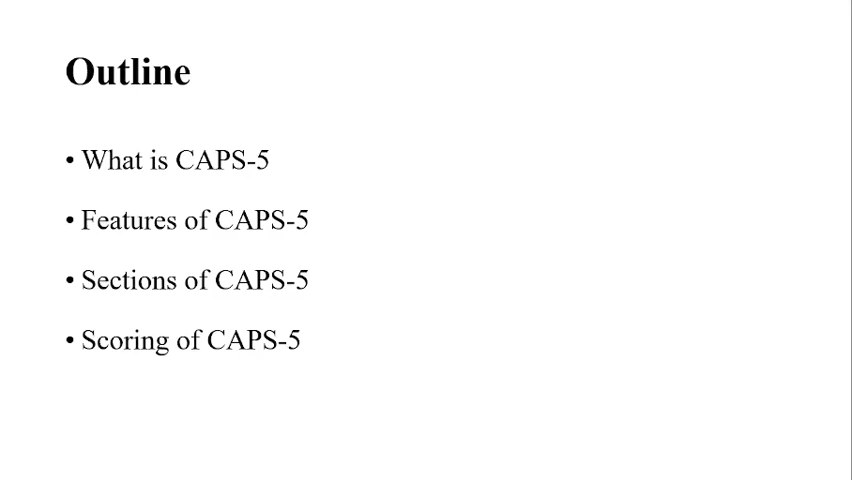 Outline
• What is CAPS-5
• Features of CAPS-5
• Sections of CAPS-5
• Scoring of CAPS-5